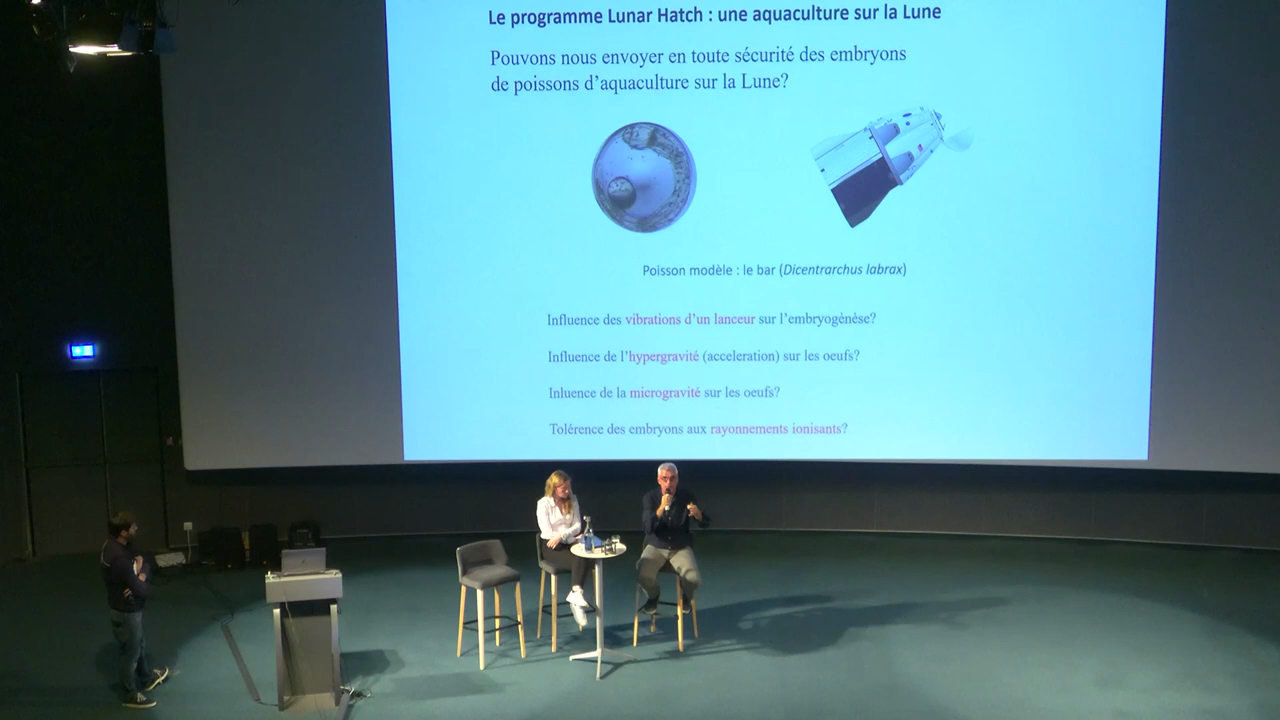 Le programme Lunar Hatch : une aquaculture sur la Lune
Pouvons nous envoyer en toute sécurité des embryons
de poissons d'aquaculture sur la Lune?
Poisson modèle : le bar (Dicentrarchus labrax)
Influence des vibrations d'un lanceur sur l'embryogénèse?
Influence de l'hypergravité (acceleration) sur les oeufs?
Inluence de la microgravité sur les oeufs?
Tolérence des embryons aux rayonnements ionisants?